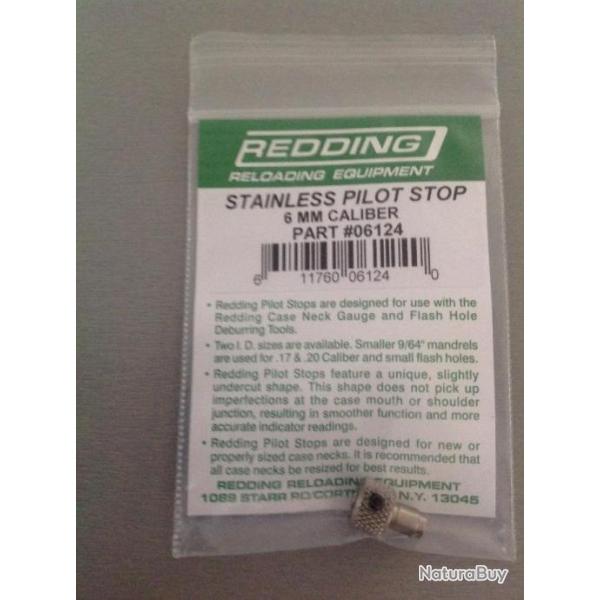 REDDING
RELOADING EQUIPMENT
STAINLESS PILOT STOP
6 MM CALIBER
PART #06124
6 11760 06124 0
• Redding Pilot Stops are designed for use with the
Redding Case Neck Gauge and Flash Hole
Deburring Tools.
• Two I. D. sizes are available. Smaller 9/64" mandrels
are used for .17 & .20 Caliber and small flash holes.
• Redding Pilot Stops feature a unique, slightly
undercut shape. This shape does not pick up
imperfections at the case mouth or shoulder
junction, resulting in smoother function and more
accurate indicator readings.
• Redding Pilot Stops are designed for new or
properly sized case necks. It is recommended that
all case necks be resized for best results.
REDDING RELOADING EQUIPMENT
1089 STARR RD/CORT N.Y. 13045
NaturaBuy